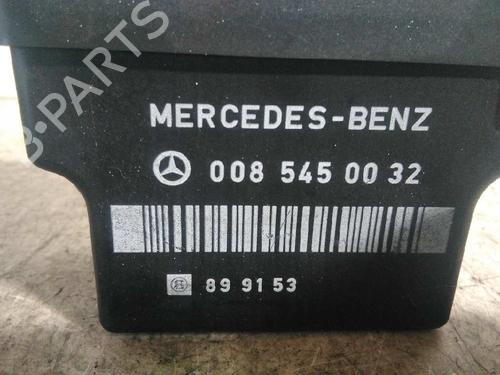 B-PARTS
MERCEDES-BENZ
008 545 00 32
89 91 53